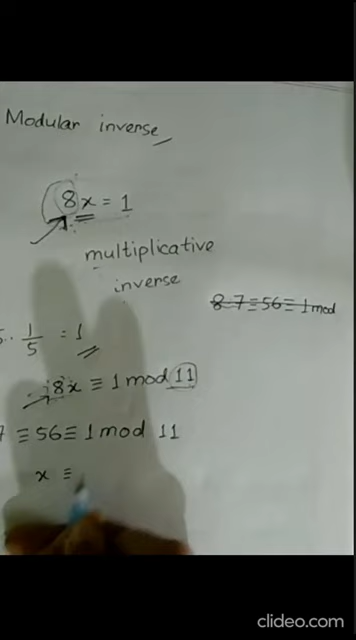 Modular inverse
8x = 1
multiplicative
inverse
8·7 ≡ 56 ≡ 1 mod
5 · 1/5 = 1
8x ≡ 1 mod 11
7 ≡ 56 ≡ 1 mod 11
x ≡
clideo.com